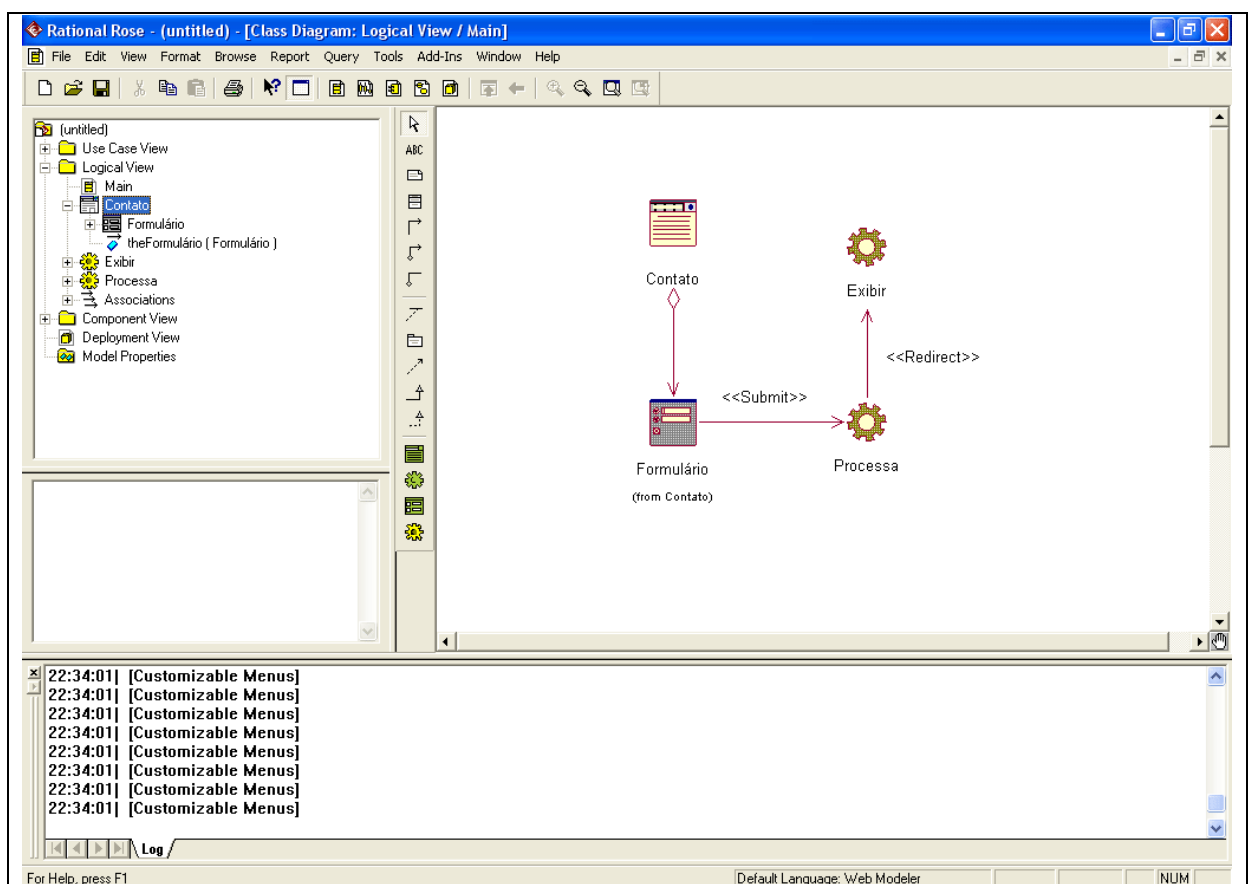 Rational Rose - (untitled) - [Class Diagram: Logical View / Main]
File Edit View Format Browse Report Query Tools Add-Ins Window Help
(untitled)
Use Case View
Logical View
Main
Contato
Formulário
theFormulário ( Formulário )
Exibir
Processa
Associations
Component View
Deployment View
Model Properties
ABC
Contato
Exibir
<<Redirect>>
<<Submit>>
Formulário
(from Contato)
Processa
22:34:01| [Customizable Menus]
22:34:01| [Customizable Menus]
22:34:01| [Customizable Menus]
22:34:01| [Customizable Menus]
22:34:01| [Customizable Menus]
22:34:01| [Customizable Menus]
22:34:01| [Customizable Menus]
22:34:01| [Customizable Menus]
Log
For Help, press F1
Default Language: Web Modeler
NUM